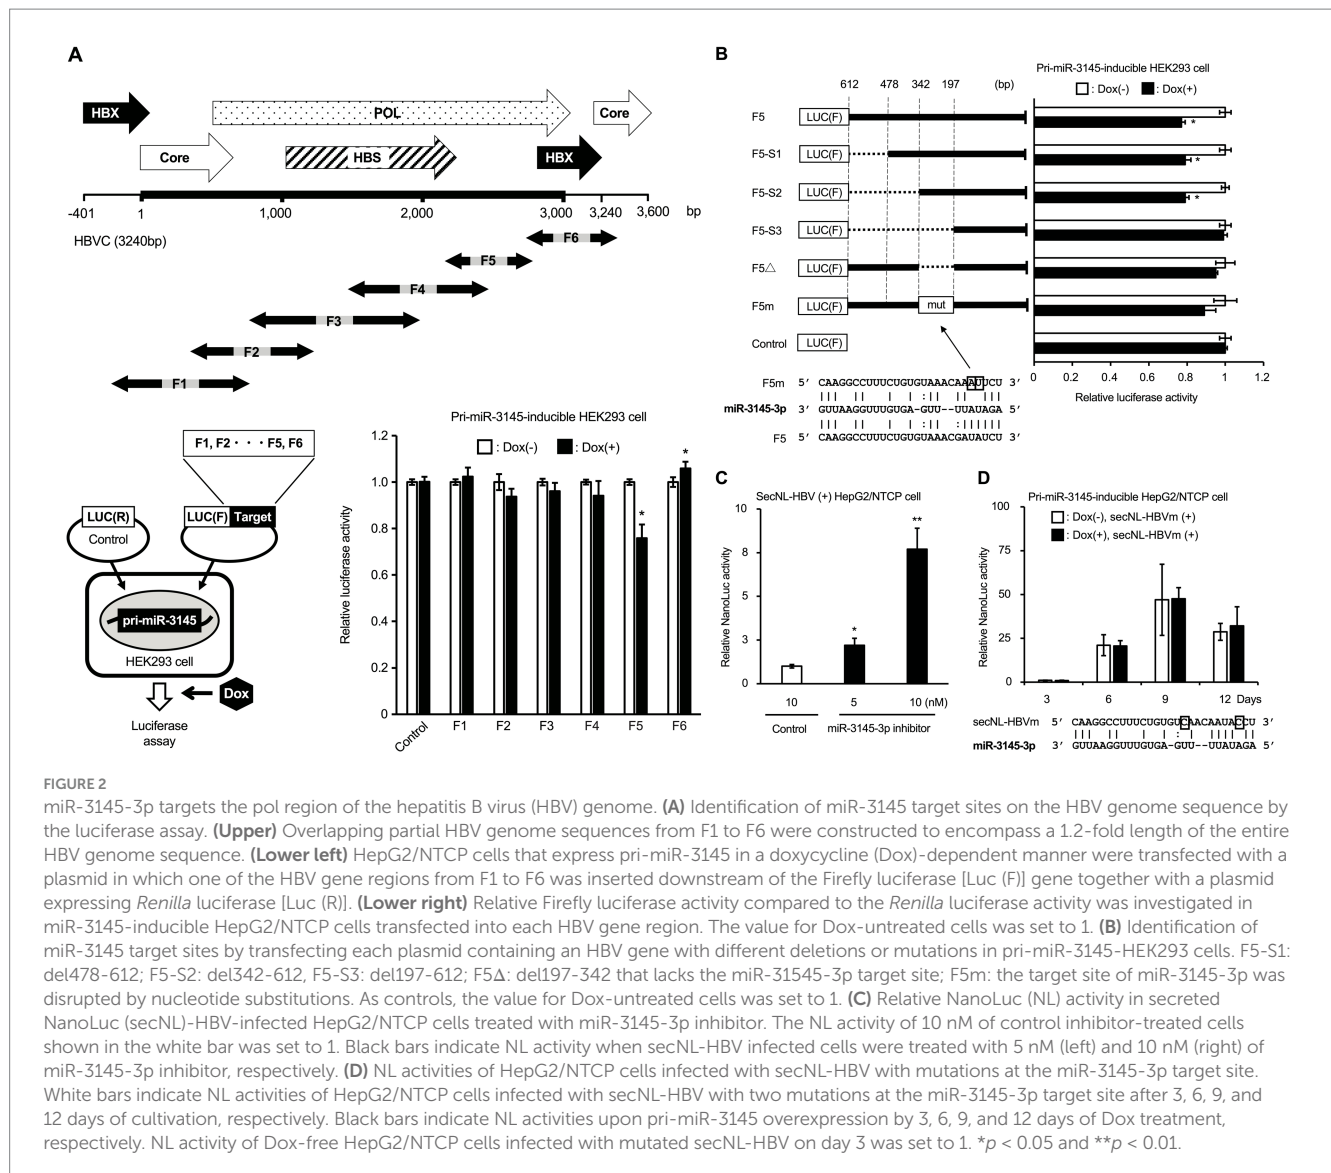 A
HBX
POL
Core
Core
HBS
HBX
-401
1
1,000
2,000
3,000
3,240
3,600
bp
HBVC (3240bp)
F6
F5
F4
F3
F2
F1
F1, F2 · · · F5, F6
LUC(R)
Control
LUC(F) Target
pri-miR-3145
HEK293 cell
Dox
Luciferase
assay
Pri-miR-3145-inducible HEK293 cell
: Dox(-) : Dox(+)
Relative luciferase activity
1.2
1.0
0.8
0.6
0.4
0.2
0
*
*
Control F1 F2 F3 F4 F5 F6
B
Pri-miR-3145-inducible HEK293 cell
: Dox(-) : Dox(+)
612 478 342 197 (bp)
F5 LUC(F) *
F5-S1 LUC(F) *
F5-S2 LUC(F) *
F5-S3 LUC(F)
F5△ LUC(F)
F5m LUC(F) mut
Control LUC(F)
0 0.2 0.4 0.6 0.8 1 1.2
Relative luciferase activity
F5m 5′ CAAGGCCUUUCUGUGUAAACAAAUUCU 3′
miR-3145-3p 3′ GUUAAGGUUUGUGA-GUU--UUAUAGA 5′
F5 5′ CAAGGCCUUUCUGUGUAAACGAUAUCU 3′
C
SecNL-HBV (+) HepG2/NTCP cell
Relative NanoLuc activity
10
8
5
3
0
*
**
10 5 10 (nM)
Control miR-3145-3p inhibitor
D
Pri-miR-3145-inducible HepG2/NTCP cell
: Dox(-), secNL-HBVm (+)
: Dox(+), secNL-HBVm (+)
Relative NanoLuc activity
100
75
50
25
0
3 6 9 12 Days
secNL-HBVm 5′ CAAGGCCUUUCUGUGUCAACAAUACCU 3′
miR-3145-3p 3′ GUUAAGGUUUGUGA-GUU--UUAUAGA 5′
FIGURE 2
miR-3145-3p targets the pol region of the hepatitis B virus (HBV) genome. (A) Identification of miR-3145 target sites on the HBV genome sequence by
the luciferase assay. (Upper) Overlapping partial HBV genome sequences from F1 to F6 were constructed to encompass a 1.2-fold length of the entire
HBV genome sequence. (Lower left) HepG2/NTCP cells that express pri-miR-3145 in a doxycycline (Dox)-dependent manner were transfected with a
plasmid in which one of the HBV gene regions from F1 to F6 was inserted downstream of the Firefly luciferase [Luc (F)] gene together with a plasmid
expressing Renilla luciferase [Luc (R)]. (Lower right) Relative Firefly luciferase activity compared to the Renilla luciferase activity was investigated in
miR-3145-inducible HepG2/NTCP cells transfected into each HBV gene region. The value for Dox-untreated cells was set to 1. (B) Identification of
miR-3145 target sites by transfecting each plasmid containing an HBV gene with different deletions or mutations in pri-miR-3145-HEK293 cells. F5-S1:
del478-612; F5-S2: del342-612, F5-S3: del197-612; F5Δ: del197-342 that lacks the miR-31545-3p target site; F5m: the target site of miR-3145-3p was
disrupted by nucleotide substitutions. As controls, the value for Dox-untreated cells was set to 1. (C) Relative NanoLuc (NL) activity in secreted
NanoLuc (secNL)-HBV-infected HepG2/NTCP cells treated with miR-3145-3p inhibitor. The NL activity of 10 nM of control inhibitor-treated cells
shown in the white bar was set to 1. Black bars indicate NL activity when secNL-HBV infected cells were treated with 5 nM (left) and 10 nM (right) of
miR-3145-3p inhibitor, respectively. (D) NL activities of HepG2/NTCP cells infected with secNL-HBV with mutations at the miR-3145-3p target site.
White bars indicate NL activities of HepG2/NTCP cells infected with secNL-HBV with two mutations at the miR-3145-3p target site after 3, 6, 9, and
12 days of cultivation, respectively. Black bars indicate NL activities upon pri-miR-3145 overexpression by 3, 6, 9, and 12 days of Dox treatment,
respectively. NL activity of Dox-free HepG2/NTCP cells infected with mutated secNL-HBV on day 3 was set to 1. *p < 0.05 and **p < 0.01.